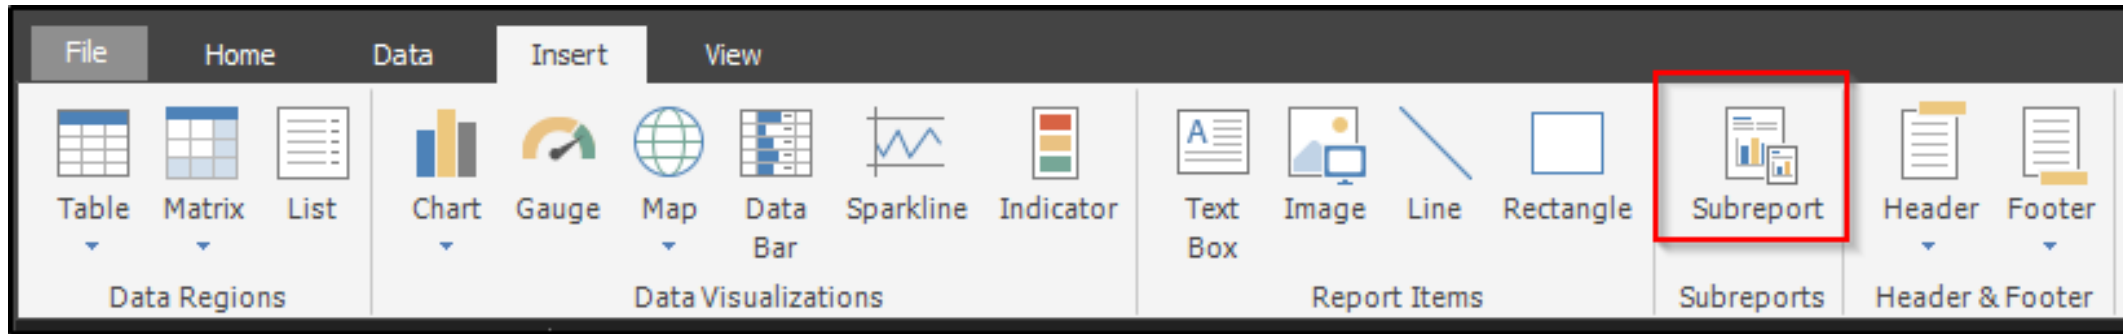 File Home Data Insert View
Table Matrix List Chart Gauge Map Data Bar Sparkline Indicator A Text Box Image Line Rectangle Subreport Header Footer
Data Regions Data Visualizations Report Items Subreports Header & Footer